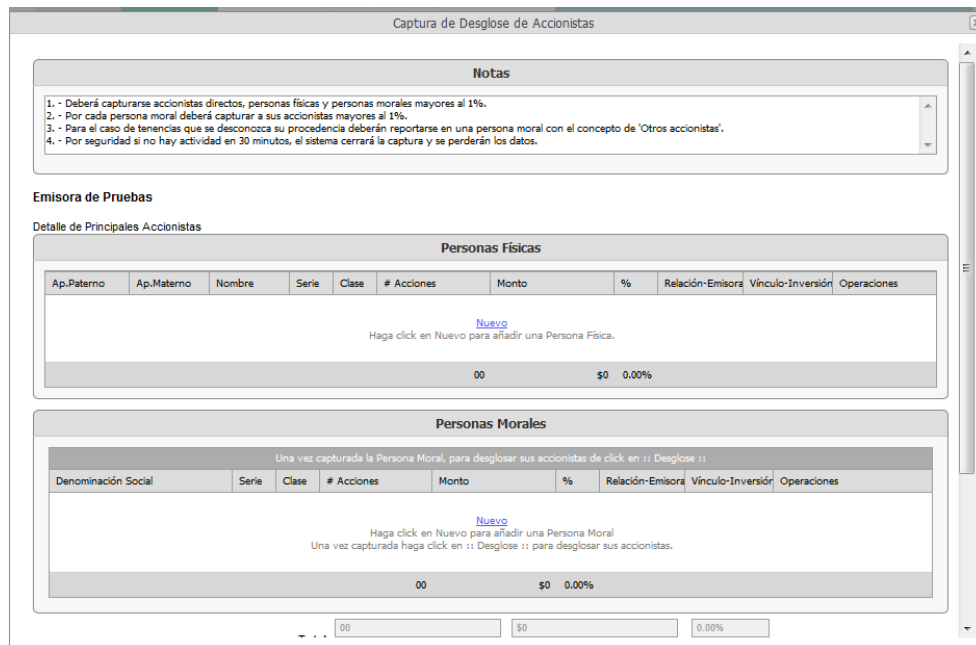 Captura de Desglose de Accionistas
Notas
1. - Deberá capturarse accionistas directos, personas físicas y personas morales mayores al 1%.
2. - Por cada persona moral deberá capturar a sus accionistas mayores al 1%.
3. - Para el caso de tenencias que se desconozca su procedencia deberán reportarse en una persona moral con el concepto de 'Otros accionistas'.
4. - Por seguridad si no hay actividad en 30 minutos, el sistema cerrará la captura y se perderán los datos.
Emisora de Pruebas
Detalle de Principales Accionistas
Personas Físicas
Ap.Paterno Ap.Materno Nombre Serie Clase # Acciones Monto % Relación-Emisora Vínculo-Inversión Operaciones
Nuevo
Haga click en Nuevo para añadir una Persona Física.
00 $0 0.00%
Personas Morales
Una vez capturada la Persona Moral, para desglosar sus accionistas de click en :: Desglose ::
Denominación Social Serie Clase # Acciones Monto % Relación-Emisora Vínculo-Inversión Operaciones
Nuevo
Haga click en Nuevo para añadir una Persona Moral
Una vez capturada haga click en :: Desglose :: para desglosar sus accionistas.
00 $0 0.00%
00 $0 0.00%